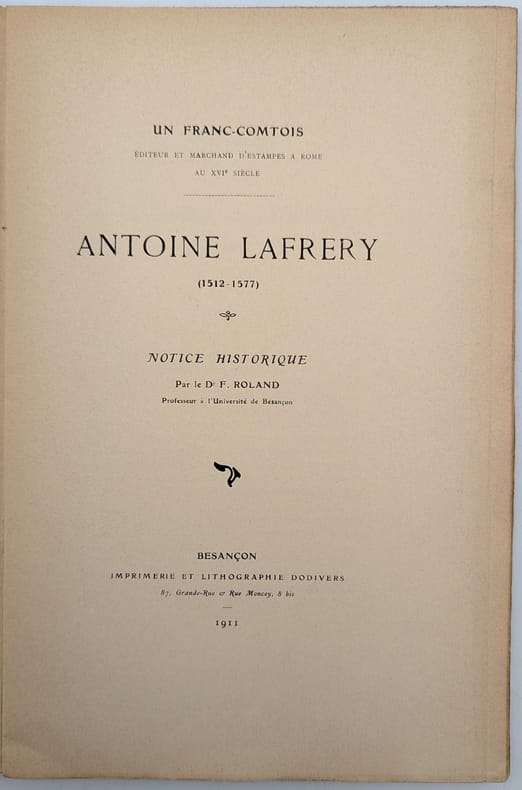 UN FRANC-COMTOIS
ÉDITEUR ET MARCHAND D'ESTAMPES A ROME
AU XVIe SIÈCLE
ANTOINE LAFRERY
(1512-1577)
NOTICE HISTORIQUE
Par le Dr F. ROLAND
Professeur à l'Université de Besançon
BESANÇON
IMPRIMERIE ET LITHOGRAPHIE DODIVERS
87, Grande-Rue & Rue Moncey, 8 bis
1911